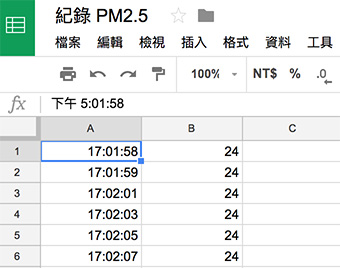 紀錄 PM2.5
檔案 編輯 檢視 插入 格式 資料 工具
100% NT$ % .0
fx 下午 5:01:58
A B C
1 17:01:58 24
2 17:01:59 24
3 17:02:01 24
4 17:02:03 24
5 17:02:05 24
6 17:02:07 24